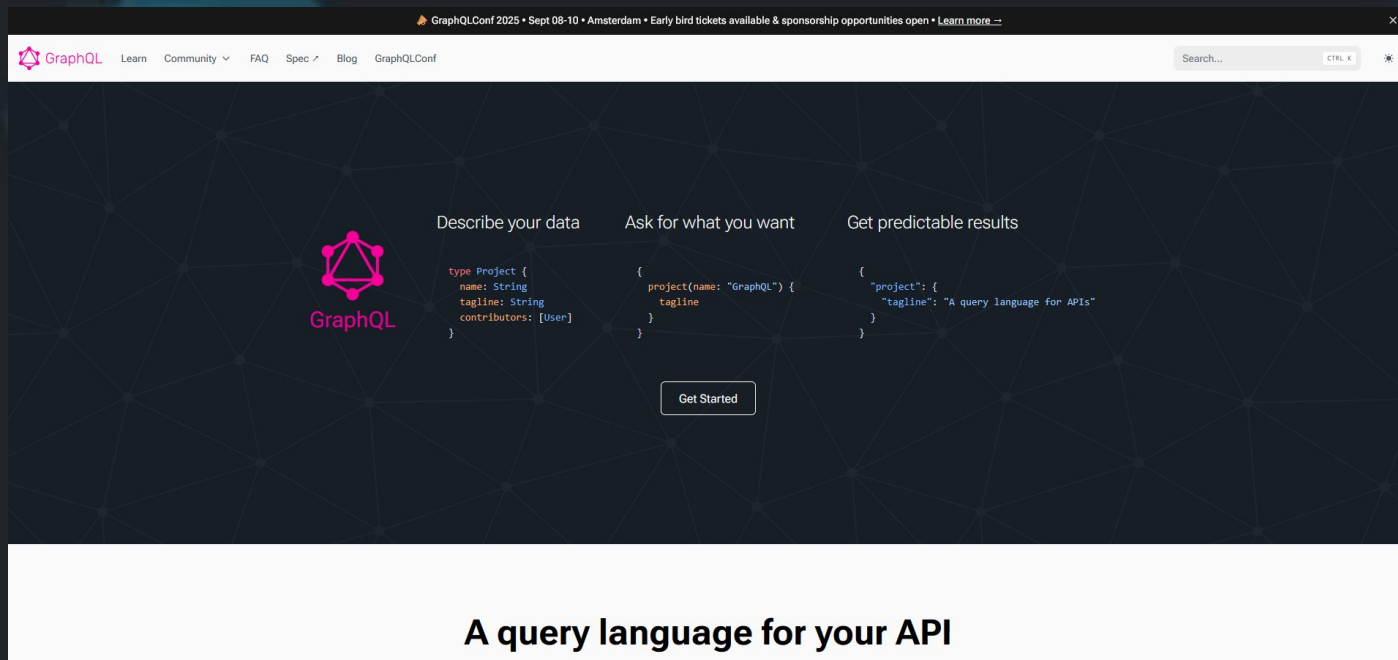 📣 GraphQLConf 2025 • Sept 08-10 • Amsterdam • Early bird tickets available & sponsorship opportunities open • Learn more →
GraphQL Learn Community FAQ Spec ↗ Blog GraphQLConf Search... CTRL K
GraphQL
Describe your data
type Project {
  name: String
  tagline: String
  contributors: [User]
}
Ask for what you want
{
  project(name: "GraphQL") {
    tagline
  }
}
Get predictable results
{
  "project": {
    "tagline": "A query language for APIs"
  }
}
Get Started
A query language for your API